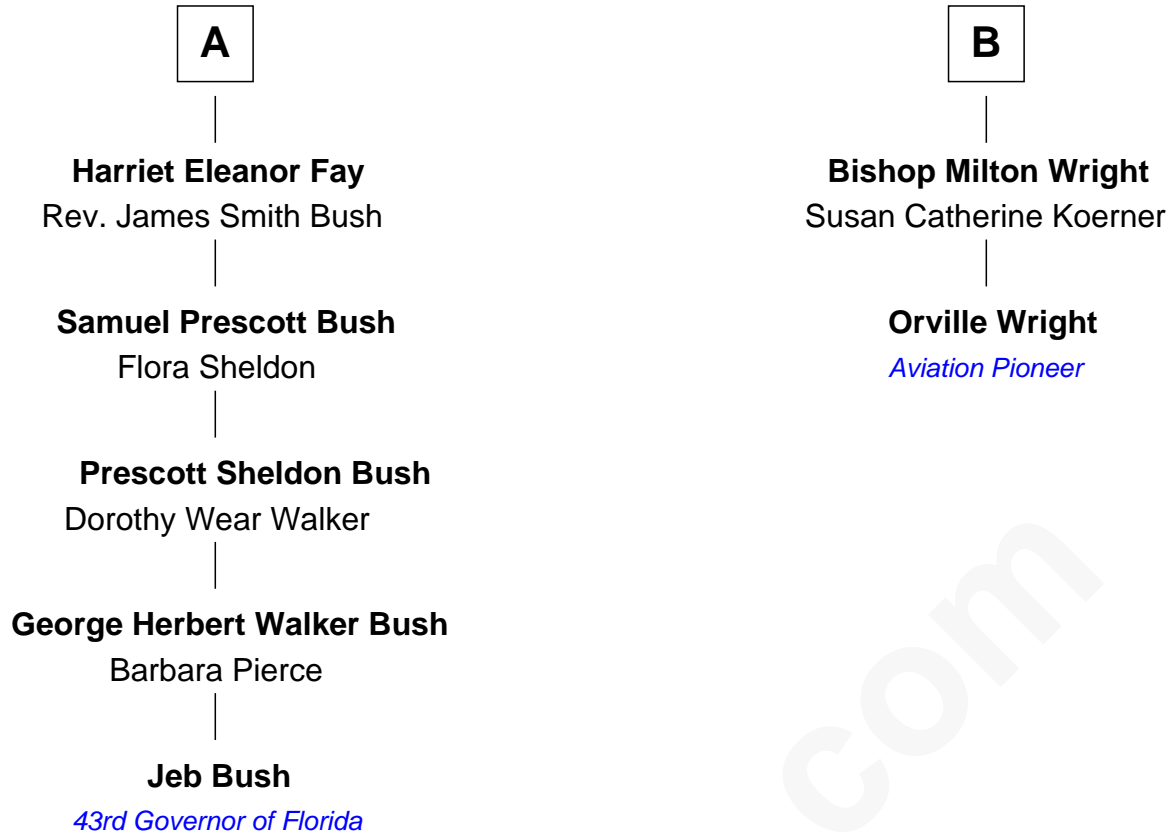 A
Harriet Eleanor Fay
Rev. James Smith Bush
Samuel Prescott Bush
Flora Sheldon
Prescott Sheldon Bush
Dorothy Wear Walker
George Herbert Walker Bush
Barbara Pierce
Jeb Bush
43rd Governor of Florida
B
Bishop Milton Wright
Susan Catherine Koerner
Orville Wright
Aviation Pioneer
com